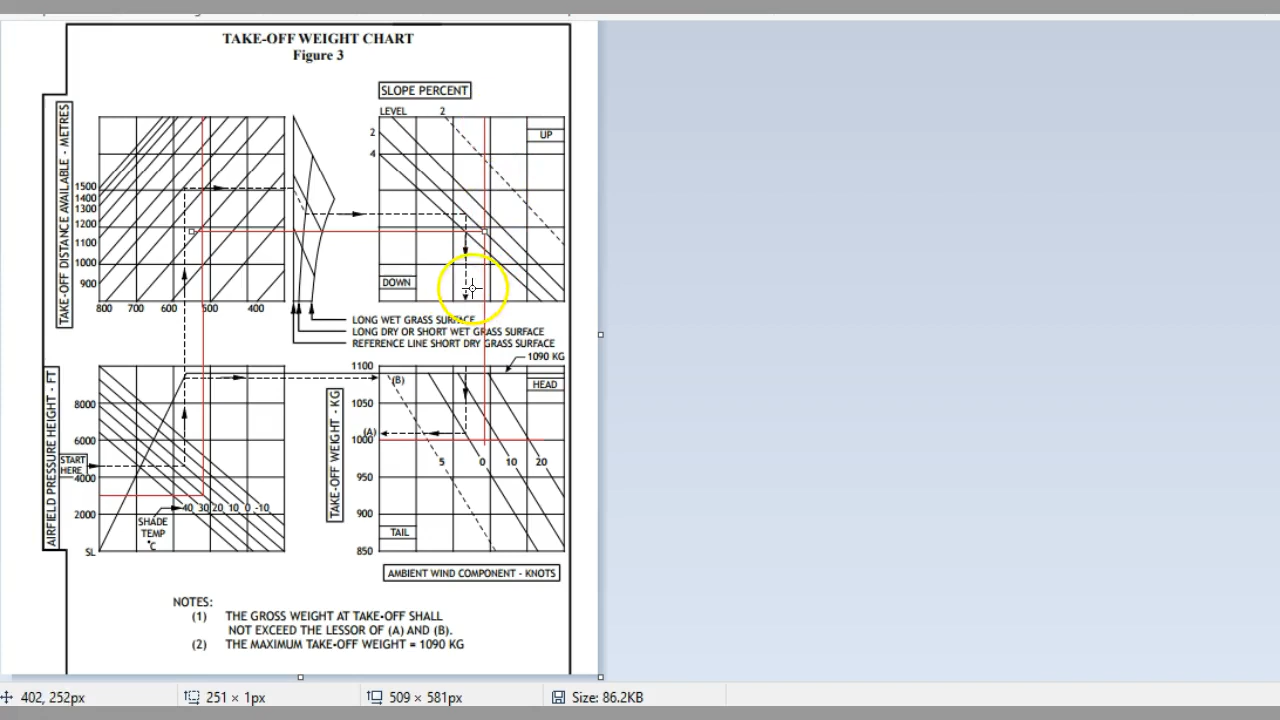 TAKE-OFF WEIGHT CHART
Figure 3
SLOPE PERCENT
LEVEL 2
2
4
UP
DOWN
TAKE-OFF DISTANCE AVAILABLE - METRES
1500
1400
1300
1200
1100
1000
900
800 700 600 500 400
LONG WET GRASS SURFACE
LONG DRY OR SHORT WET GRASS SURFACE
REFERENCE LINE SHORT DRY GRASS SURFACE
AIRFIELD PRESSURE HEIGHT - FT
8000
6000
START
HERE
4000
2000
SL
40 30 20 10 0 -10
SHADE
TEMP
°C
TAKE-OFF WEIGHT - KG
1090 KG
1100
(B)
HEAD
1050
(A)
1000
5 0 10 20
950
900
TAIL
850
AMBIENT WIND COMPONENT - KNOTS
NOTES:
(1) THE GROSS WEIGHT AT TAKE-OFF SHALL
NOT EXCEED THE LESSOR OF (A) AND (B).
(2) THE MAXIMUM TAKE-OFF WEIGHT = 1090 KG
402, 252px
251 × 1px
509 × 581px
Size: 86.2KB